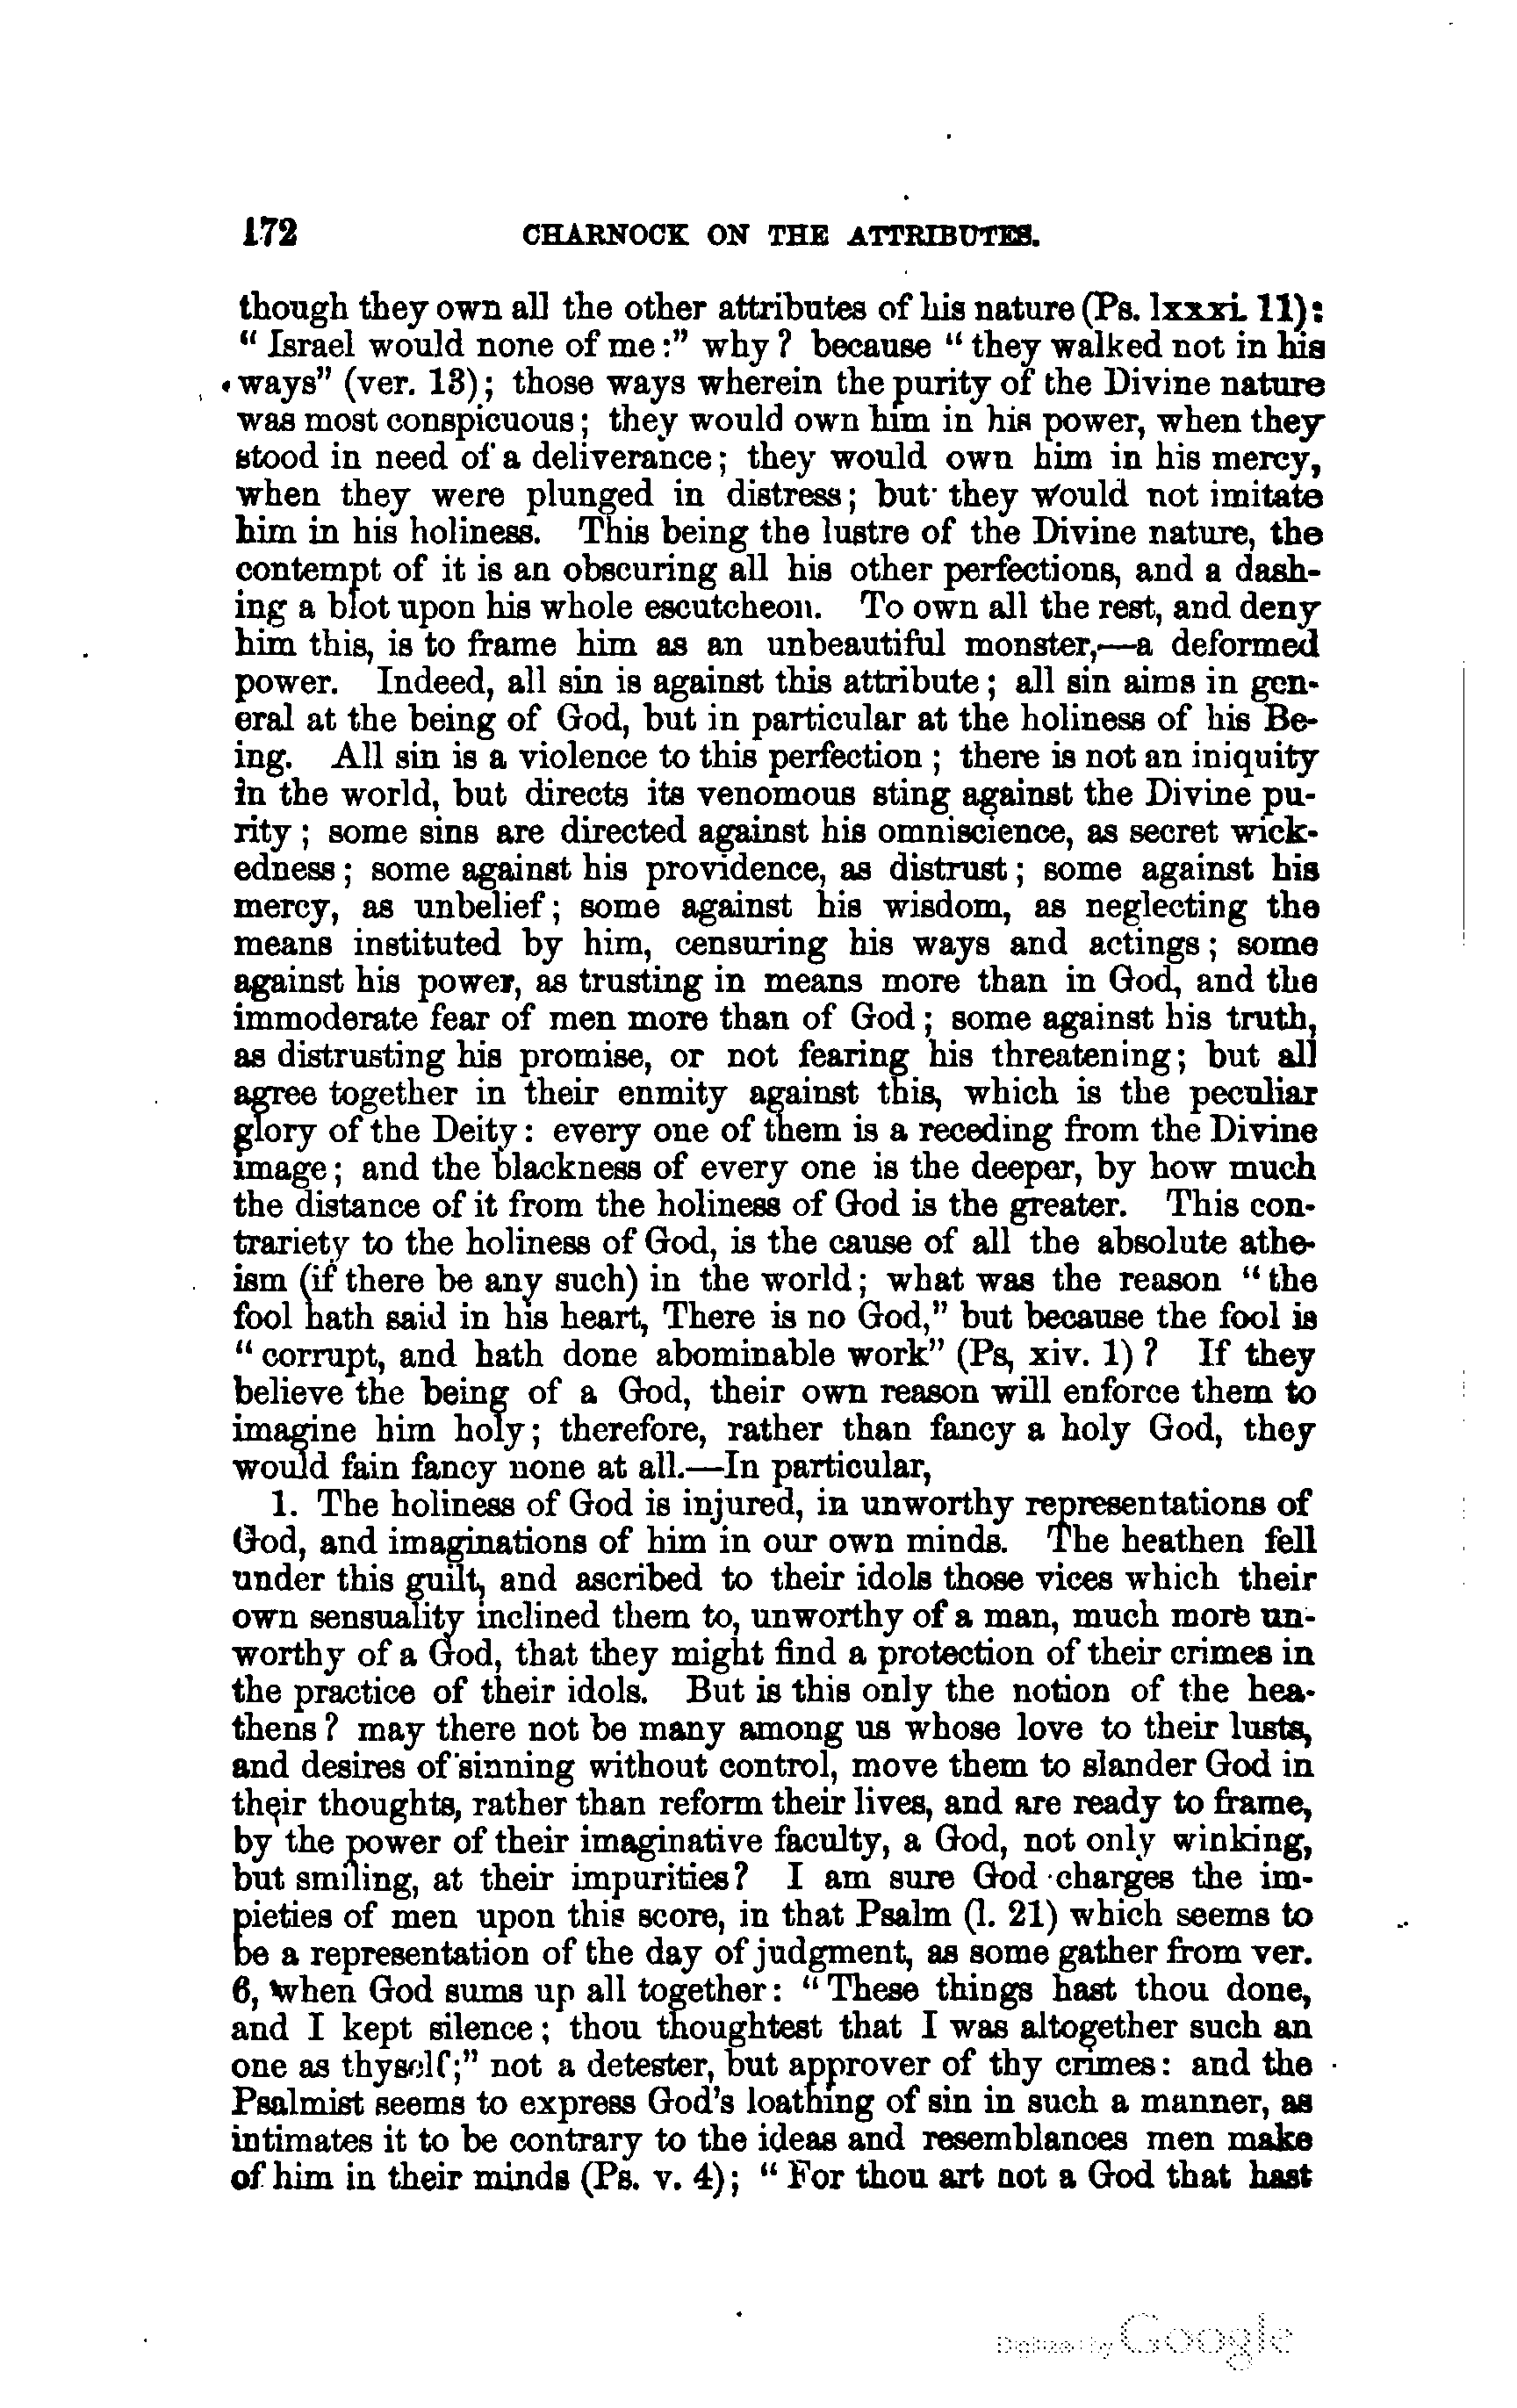 172 CHARNOCK ON THE ATTRIBUTES.
though they own all the other attributes of his nature (Ps. lxxxi. 11):
“ Israel would none of me :” why ? because “ they walked not in his
ways” (ver. 13); those ways wherein the purity of the Divine nature
was most conspicuous; they would own him in his power, when they
stood in need of a deliverance; they would own him in his mercy,
when they were plunged in distress; but they would not imitate
him in his holiness. This being the lustre of the Divine nature, the
contempt of it is an obscuring all his other perfections, and a dash-
ing a blot upon his whole escutcheon. To own all the rest, and deny
him this, is to frame him as an unbeautiful monster,—a deformed
power. Indeed, all sin is against this attribute; all sin aims in gen-
eral at the being of God, but in particular at the holiness of his Be-
ing. All sin is a violence to this perfection ; there is not an iniquity
in the world, but directs its venomous sting against the Divine pu-
rity ; some sins are directed against his omniscience, as secret wick-
edness; some against his providence, as distrust; some against his
mercy, as unbelief; some against his wisdom, as neglecting the
means instituted by him, censuring his ways and actings; some
against his power, as trusting in means more than in God, and the
immoderate fear of men more than of God; some against his truth,
as distrusting his promise, or not fearing his threatening; but all
agree together in their enmity against this, which is the peculiar
glory of the Deity: every one of them is a receding from the Divine
image; and the blackness of every one is the deeper, by how much
the distance of it from the holiness of God is the greater. This con-
trariety to the holiness of God, is the cause of all the absolute athe-
ism (if there be any such) in the world; what was the reason “the
fool hath said in his heart, There is no God,” but because the fool is
“ corrupt, and hath done abominable work” (Ps, xiv. 1) ? If they
believe the being of a God, their own reason will enforce them to
imagine him holy; therefore, rather than fancy a holy God, they
would fain fancy none at all.—In particular,
1. The holiness of God is injured, in unworthy representations of
God, and imaginations of him in our own minds. The heathen fell
under this guilt, and ascribed to their idols those vices which their
own sensuality inclined them to, unworthy of a man, much more un-
worthy of a God, that they might find a protection of their crimes in
the practice of their idols. But is this only the notion of the hea-
thens ? may there not be many among us whose love to their lusts,
and desires of sinning without control, move them to slander God in
their thoughts, rather than reform their lives, and are ready to frame,
by the power of their imaginative faculty, a God, not only winking,
but smiling, at their impurities? I am sure God charges the im-
pieties of men upon this score, in that Psalm (l. 21) which seems to
be a representation of the day of judgment, as some gather from ver.
6, when God sums up all together: “These things hast thou done,
and I kept silence; thou thoughtest that I was altogether such an
one as thyself;” not a detester, but approver of thy crimes: and the
Psalmist seems to express God's loathing of sin in such a manner, as
intimates it to be contrary to the ideas and resemblances men make
of him in their minds (Ps. v. 4); “ For thou art not a God that hast
Digitized by Google